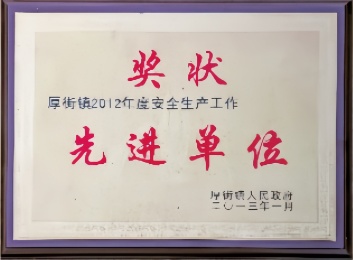 奖状
厚街镇2012年度安全生产工作
先进单位
厚街镇人民政府
二〇一三年一月